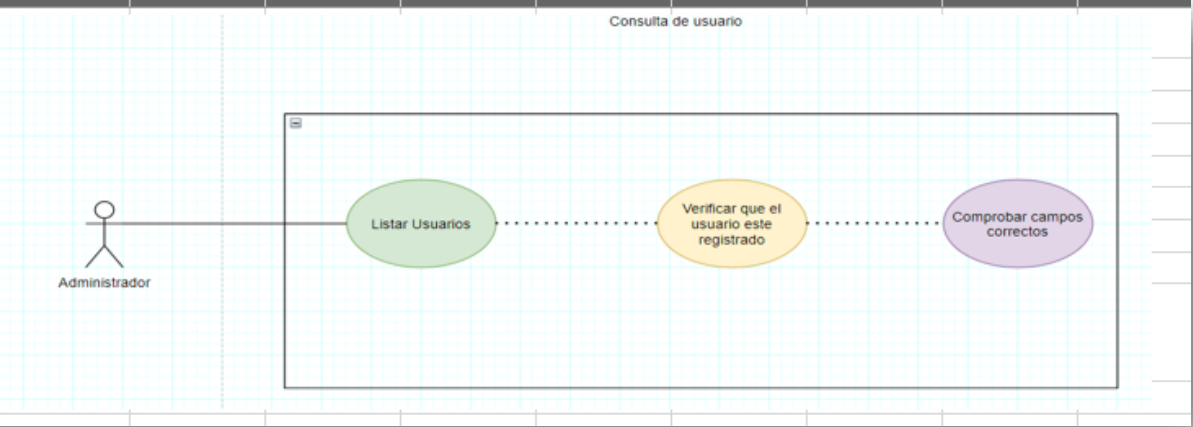 Consulta de usuario
Listar Usuarios
Verificar que el
usuario este
registrado
Comprobar campos
correctos
Administrador